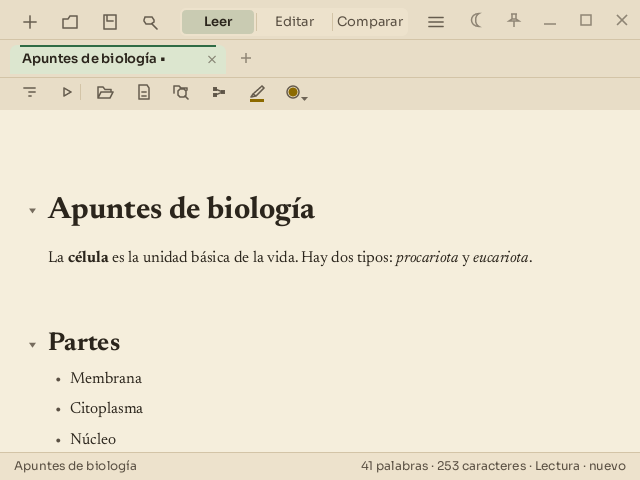 Leer Editar Comparar
Apuntes de biología •
Apuntes de biología
La célula es la unidad básica de la vida. Hay dos tipos: procariota y eucariota.
Partes
• Membrana
• Citoplasma
• Núcleo
Apuntes de biología 41 palabras · 253 caracteres · Lectura · nuevo